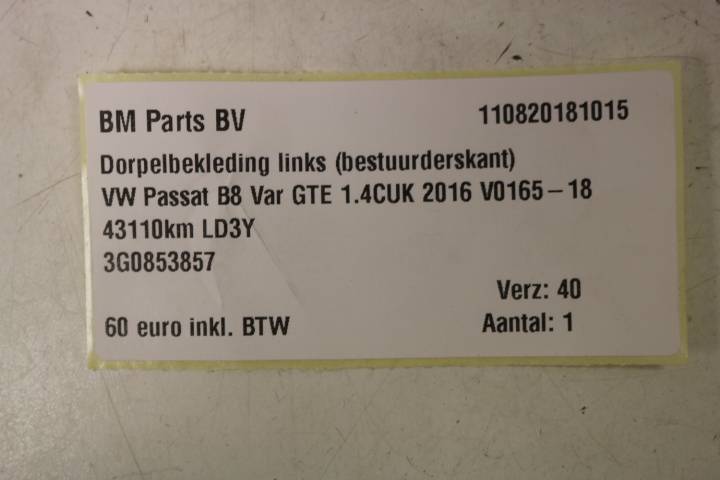 BM Parts BV 110820181015
Dorpelbekleding links (bestuurderskant)
VW Passat B8 Var GTE 1.4CUK 2016 V0165-18
43110km LD3Y
3G0853857
Verz: 40
60 euro inkl. BTW Aantal: 1